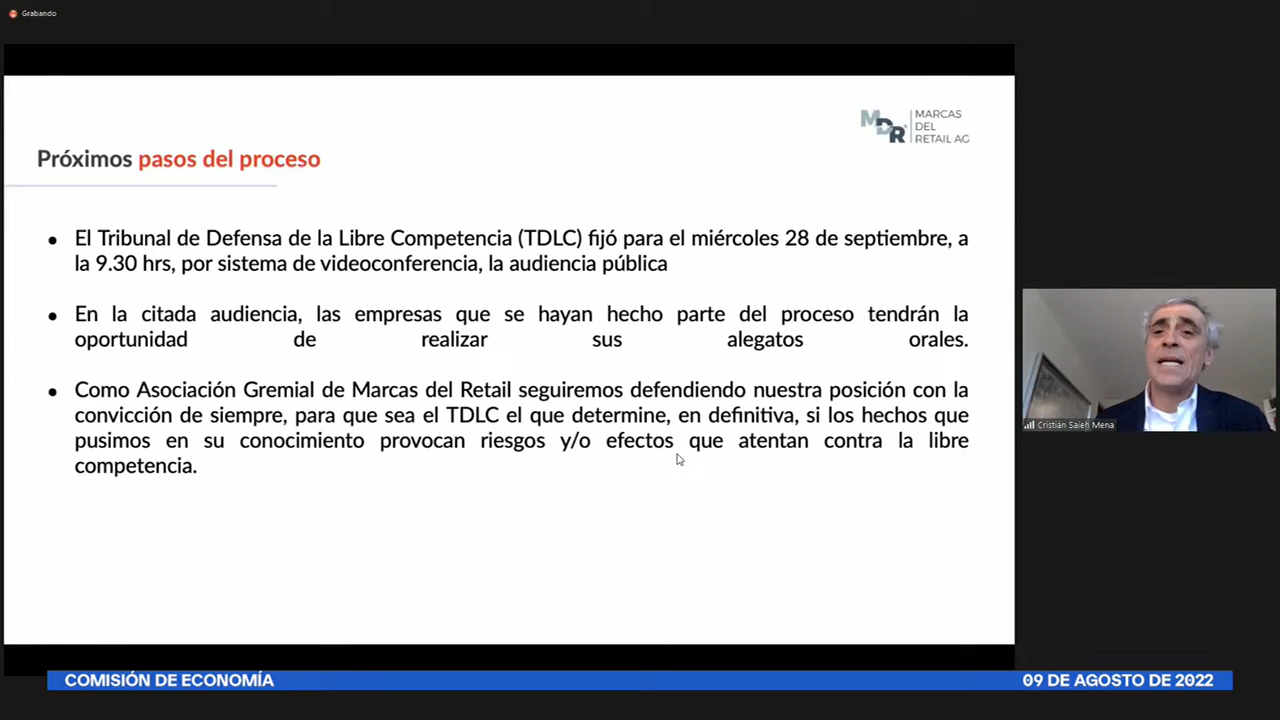 Grabando
MDR
MARCAS
DEL
RETAIL AG
Próximos pasos del proceso
• El Tribunal de Defensa de la Libre Competencia (TDLC) fijó para el miércoles 28 de septiembre, a
la 9.30 hrs, por sistema de videoconferencia, la audiencia pública
• En la citada audiencia, las empresas que se hayan hecho parte del proceso tendrán la
oportunidad de realizar sus alegatos orales.
• Como Asociación Gremial de Marcas del Retail seguiremos defendiendo nuestra posición con la
convicción de siempre, para que sea el TDLC el que determine, en definitiva, si los hechos que
pusimos en su conocimiento provocan riesgos y/o efectos que atentan contra la libre
competencia.
Cristián Saieh Mena
COMISIÓN DE ECONOMÍA
09 DE AGOSTO DE 2022